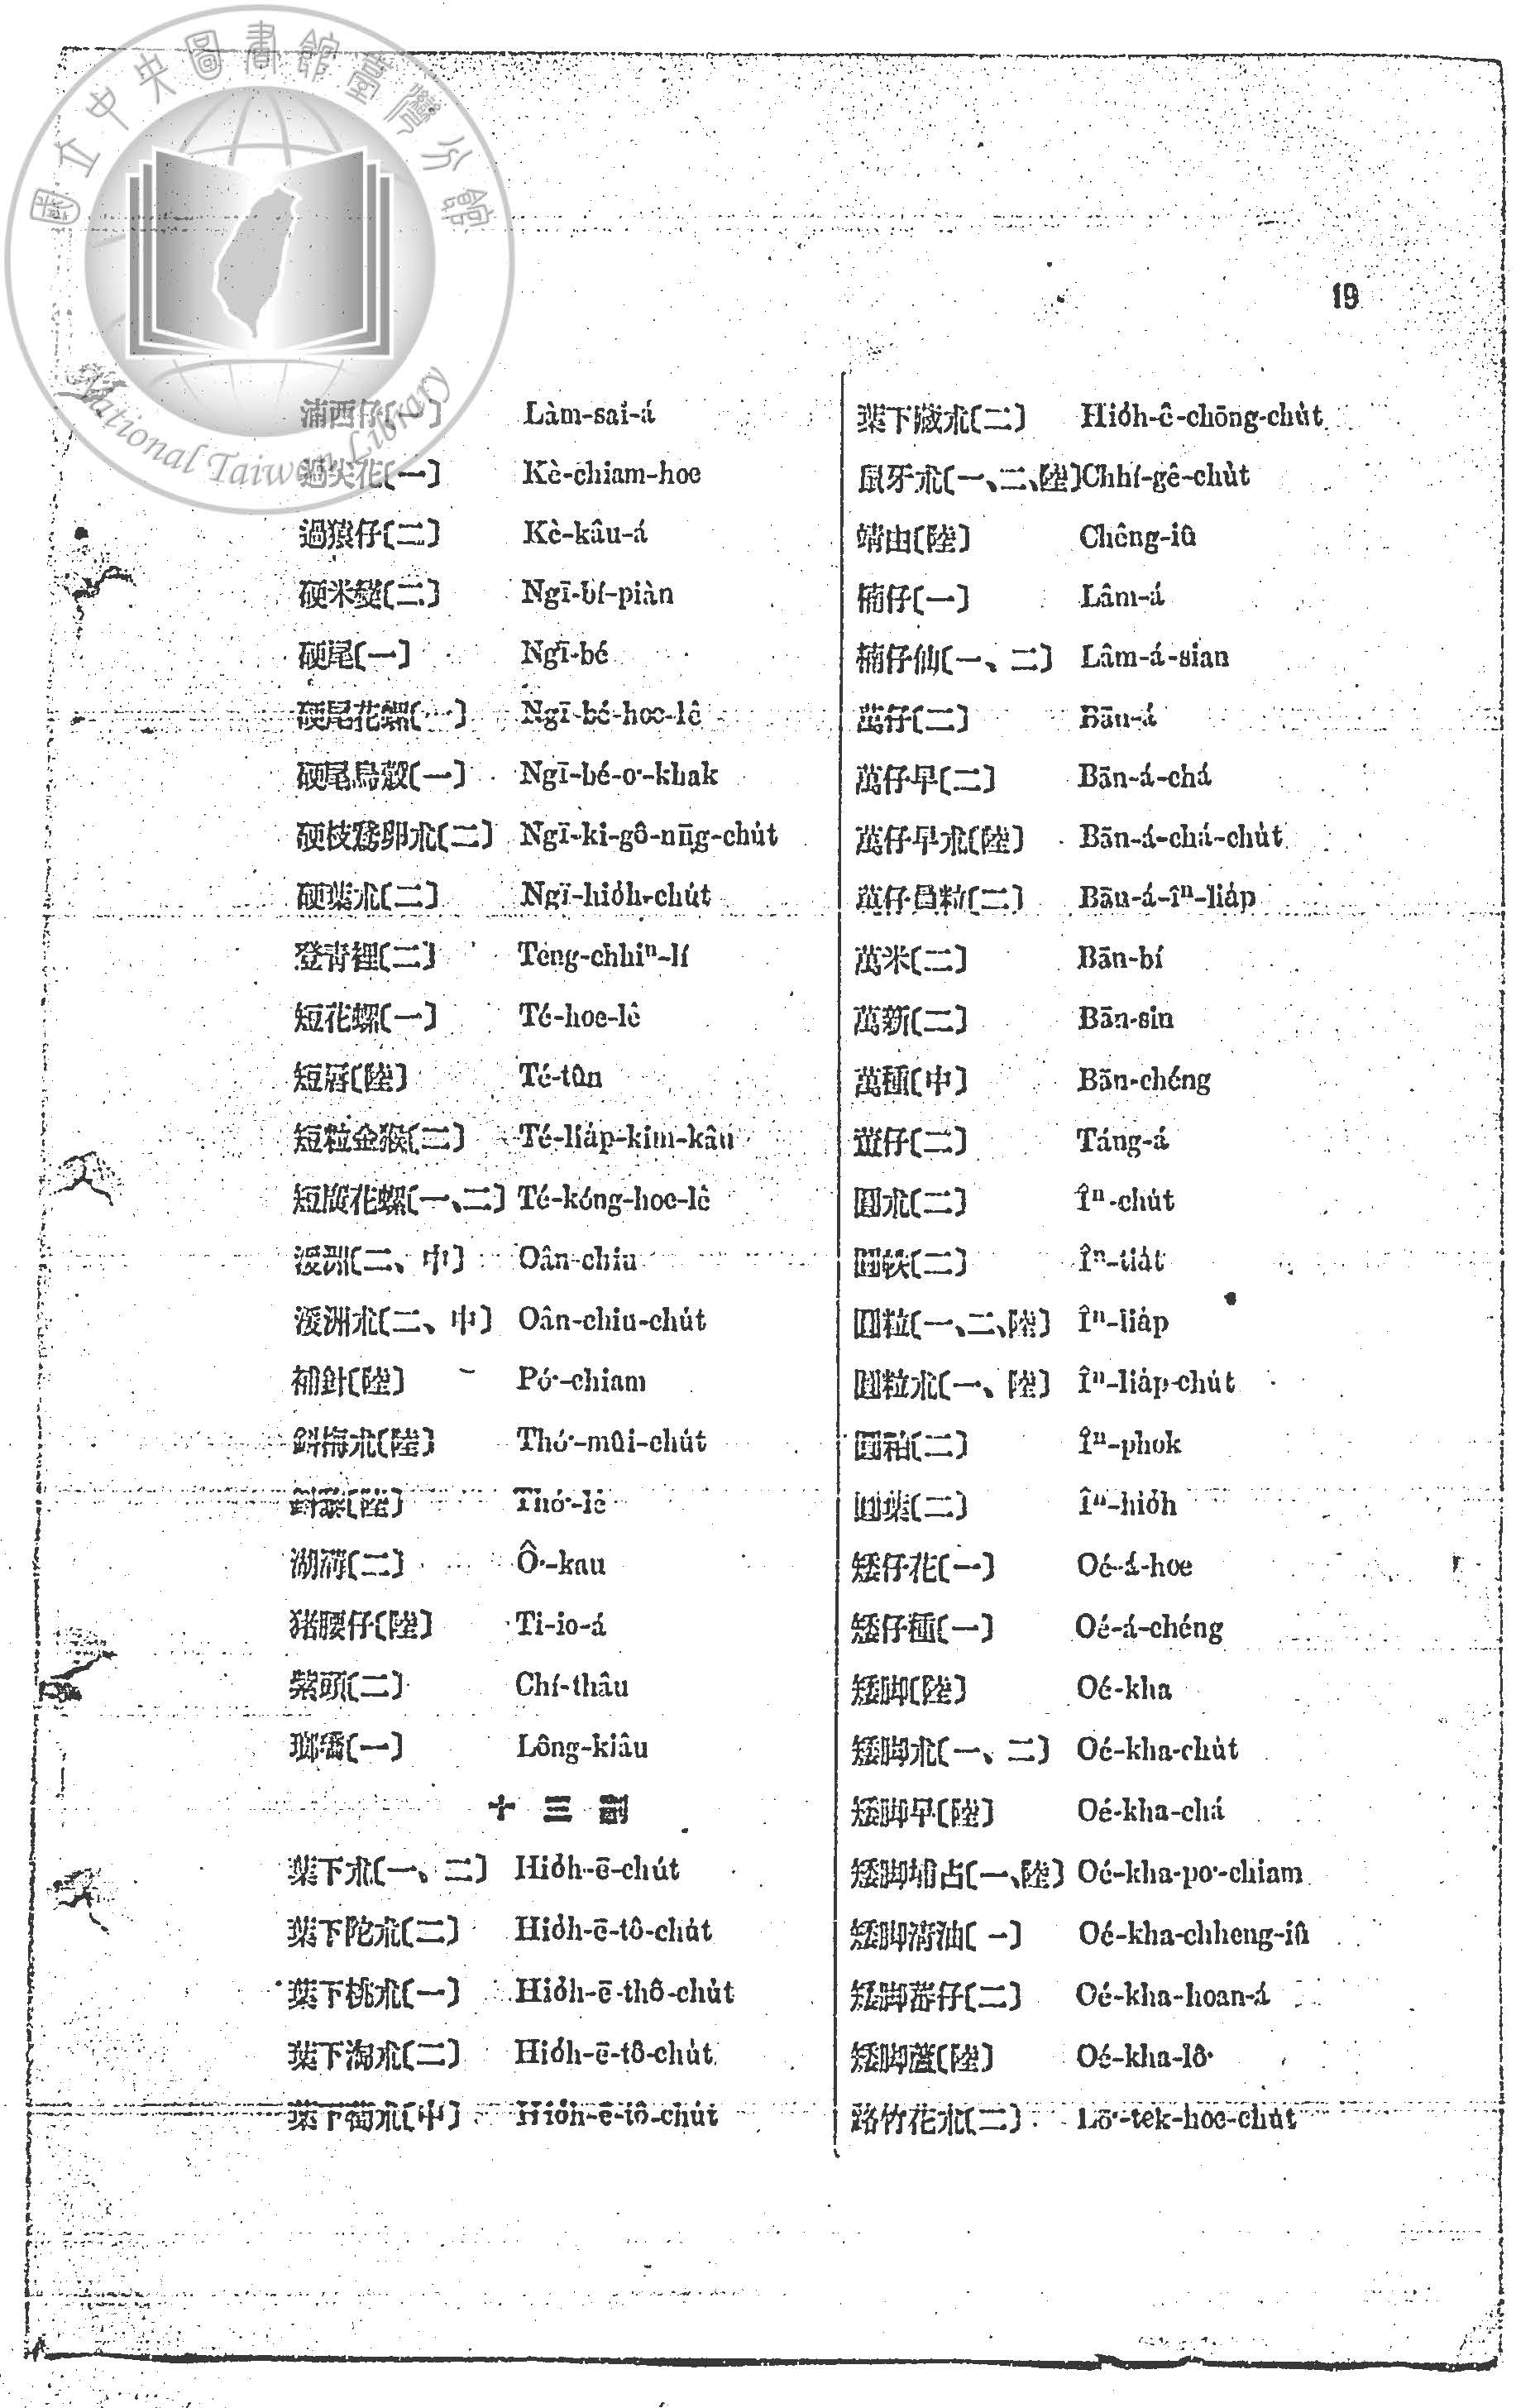 國立中央圖書館臺灣分館
National Taiwan Library
19
湳西仔〔一〕 Làm-sai-á
過尖花〔一〕 Kè-chiam-hoe
過猴仔〔二〕 Kè-kâu-á
硬米變〔二〕 Ngī-bí-piàn
硬尾〔一〕 Ngī-bé
硬尾花螺〔一〕 Ngī-bé-hoe-lê
硬尾烏殼〔一〕 Ngī-bé-o·-khak
硬枝鵞卵朮〔二〕 Ngī-ki-gô-nn̄g-chu̍t
硬葉朮〔二〕 Ngī-hio̍h-chu̍t
登青裡〔二〕 Teng-chhiⁿ-lí
短花螺〔一〕 Té-hoe-lê
短唇〔陸〕 Té-tûn
短粒金猴〔二〕 Té-lia̍p-kim-kâu
短廣花螺〔一、二〕 Té-kóng-hoe-lê
湲洲〔二、中〕 Oân-chiu
湲洲朮〔二、中〕 Oân-chiu-chu̍t
補針〔陸〕 Pó·-chiam
梅朮〔陸〕 Thó·-mûi-chu̍t
〔陸〕 Thó·-lê
湖溝〔二〕 Ô·-kau
猪腰仔〔陸〕 Ti-io-á
紫頭〔二〕 Chí-thâu
瑯𤩝〔一〕 Lông-kiâu
十三劃
葉下朮〔一、二〕 Hio̍h-ē-chu̍t
葉下陀朮〔二〕 Hio̍h-ē-tô-chu̍t
葉下桃朮〔一〕 Hio̍h-ē-thô-chu̍t
葉下淘朮〔二〕 Hio̍h-ē-tô-chu̍t
葉下萄朮〔中〕 Hio̍h-ē-tô-chu̍t
葉下藏朮〔二〕 Hio̍h-ē-chōng-chu̍t
鼠牙朮〔一、二、陸〕 Chhí-gê-chu̍t
靖由〔陸〕 Chēng-iû
楠仔〔一〕 Lâm-á
楠仔仙〔一、二〕 Lâm-á-sian
萬仔〔二〕 Bān-á
萬仔早〔二〕 Bān-á-chá
萬仔早朮〔陸〕 Bān-á-chá-chu̍t
萬仔員粒〔二〕 Bān-á-îⁿ-lia̍p
萬米〔二〕 Bān-bí
萬新〔二〕 Bān-sin
萬種〔中〕 Bān-chéng
仔〔二〕 Táng-á
圓朮〔二〕 Îⁿ-chu̍t
圓〔二〕 Îⁿ-tia̍t
圓粒〔一、二、陸〕 Îⁿ-lia̍p
圓粒朮〔一、陸〕 Îⁿ-lia̍p-chu̍t
圓〔二〕 Îⁿ-phok
圓葉〔二〕 Îⁿ-hio̍h
矮仔花〔一〕 Oé-á-hoe
矮仔種〔一〕 Oé-á-chéng
矮脚〔陸〕 Oé-kha
矮脚朮〔一、二〕 Oé-kha-chu̍t
矮脚早〔陸〕 Oé-kha-chá
矮脚埔占〔一、陸〕 Oé-kha-po·-chiam
矮脚清油〔一〕 Oé-kha-chheng-iû
矮脚蕃仔〔二〕 Oé-kha-hoan-á
矮脚蘆〔陸〕 Oé-kha-lô·
路竹花朮〔二〕 Lō·-tek-hoe-chu̍t